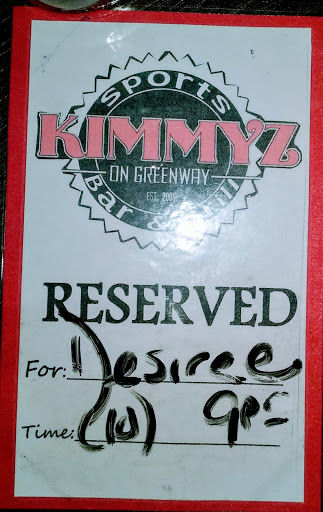 Sports
KIMMYZ
ON GREENWAY
Bar & Grill
RESERVED
For: Desiree
Time: (10) 9pm